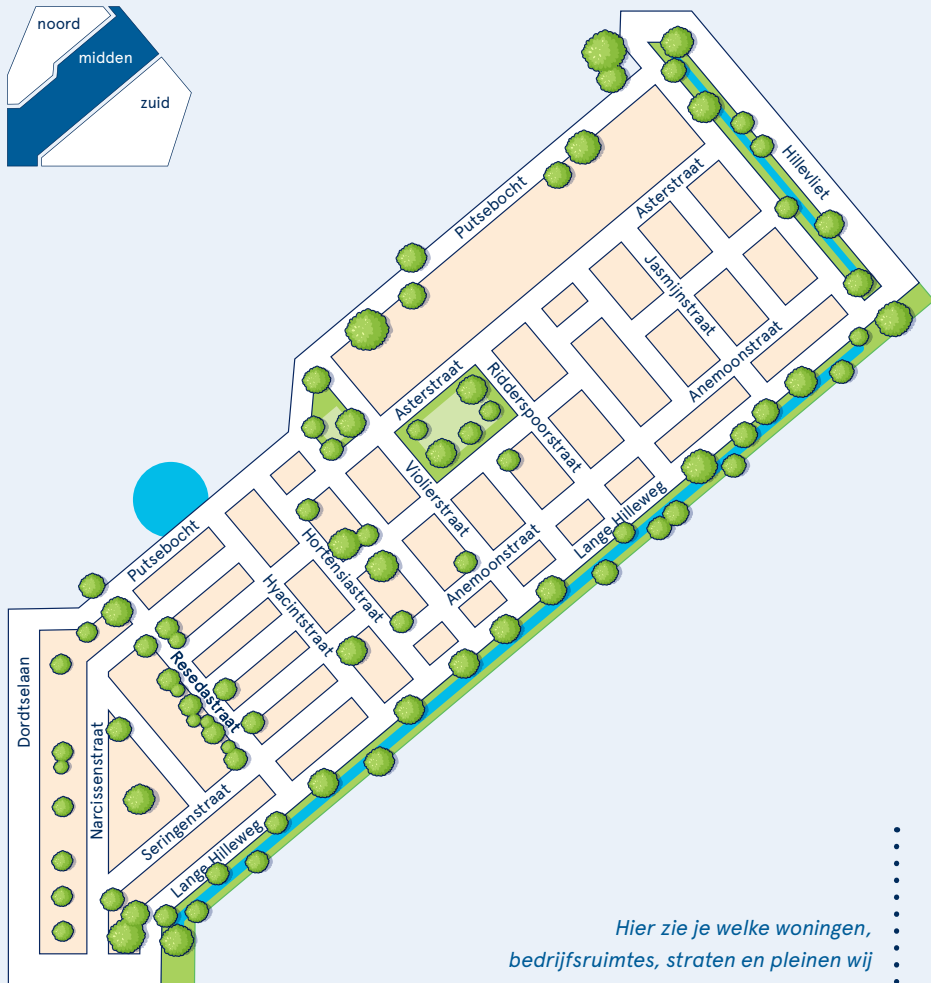 noord
midden
zuid
Hillevliet
Putsebocht
Asterstraat
Jasmijnstraat
Anemoonstraat
Asterstraat
Ridderspoorstraat
Violierstraat
Lange Hilleweg
Anemoonstraat
Putsebocht
Hortensiastraat
Hyacintstraat
Resedastraat
Dordtselaan
Narcissenstraat
Seringenstraat
Lange Hilleweg
Hier zie je welke woningen,
bedrijfsruimtes, straten en pleinen wij